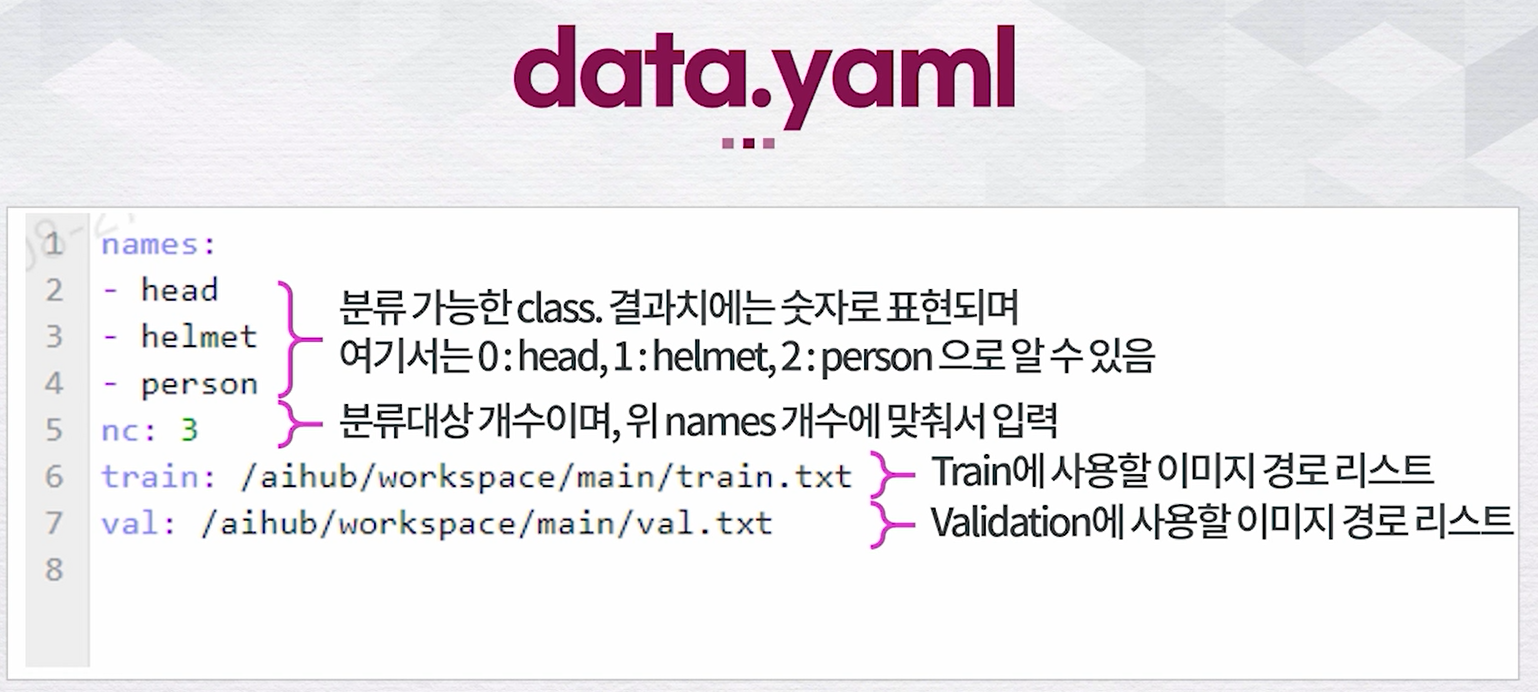 data.yaml
1 names:
2 - head
3 - helmet
4 - person
분류 가능한 class. 결과치에는 숫자로 표현되며
여기서는 0 : head, 1 : helmet, 2 : person 으로 알 수 있음
5 nc: 3
분류대상 개수이며, 위 names 개수에 맞춰서 입력
6 train: /aihub/workspace/main/train.txt
Train에 사용할 이미지 경로 리스트
7 val: /aihub/workspace/main/val.txt
Validation에 사용할 이미지 경로 리스트
8